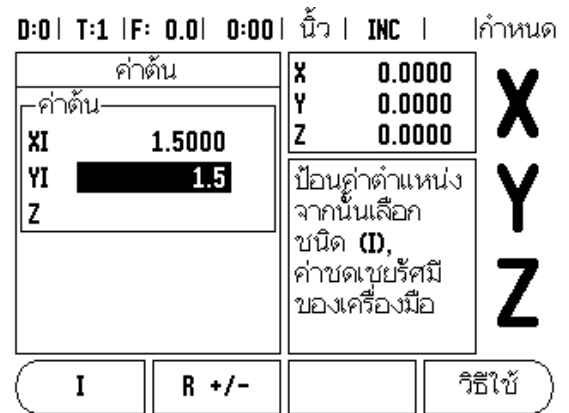 D:0| T:1 |F: 0.0| 0:00| นิ้ว | INC | |กำหนด
ค่าต้น
ค่าต้น
XI 1.5000
YI 1.5
Z
X 0.0000
Y 0.0000
Z 0.0000
ป้อนค่าตำแหน่ง
จากนั้นเลือก
ชนิด (I),
ค่าชดเชยรัศมี
ของเครื่องมือ
X
Y
Z
I
R +/-
วิธีใช้